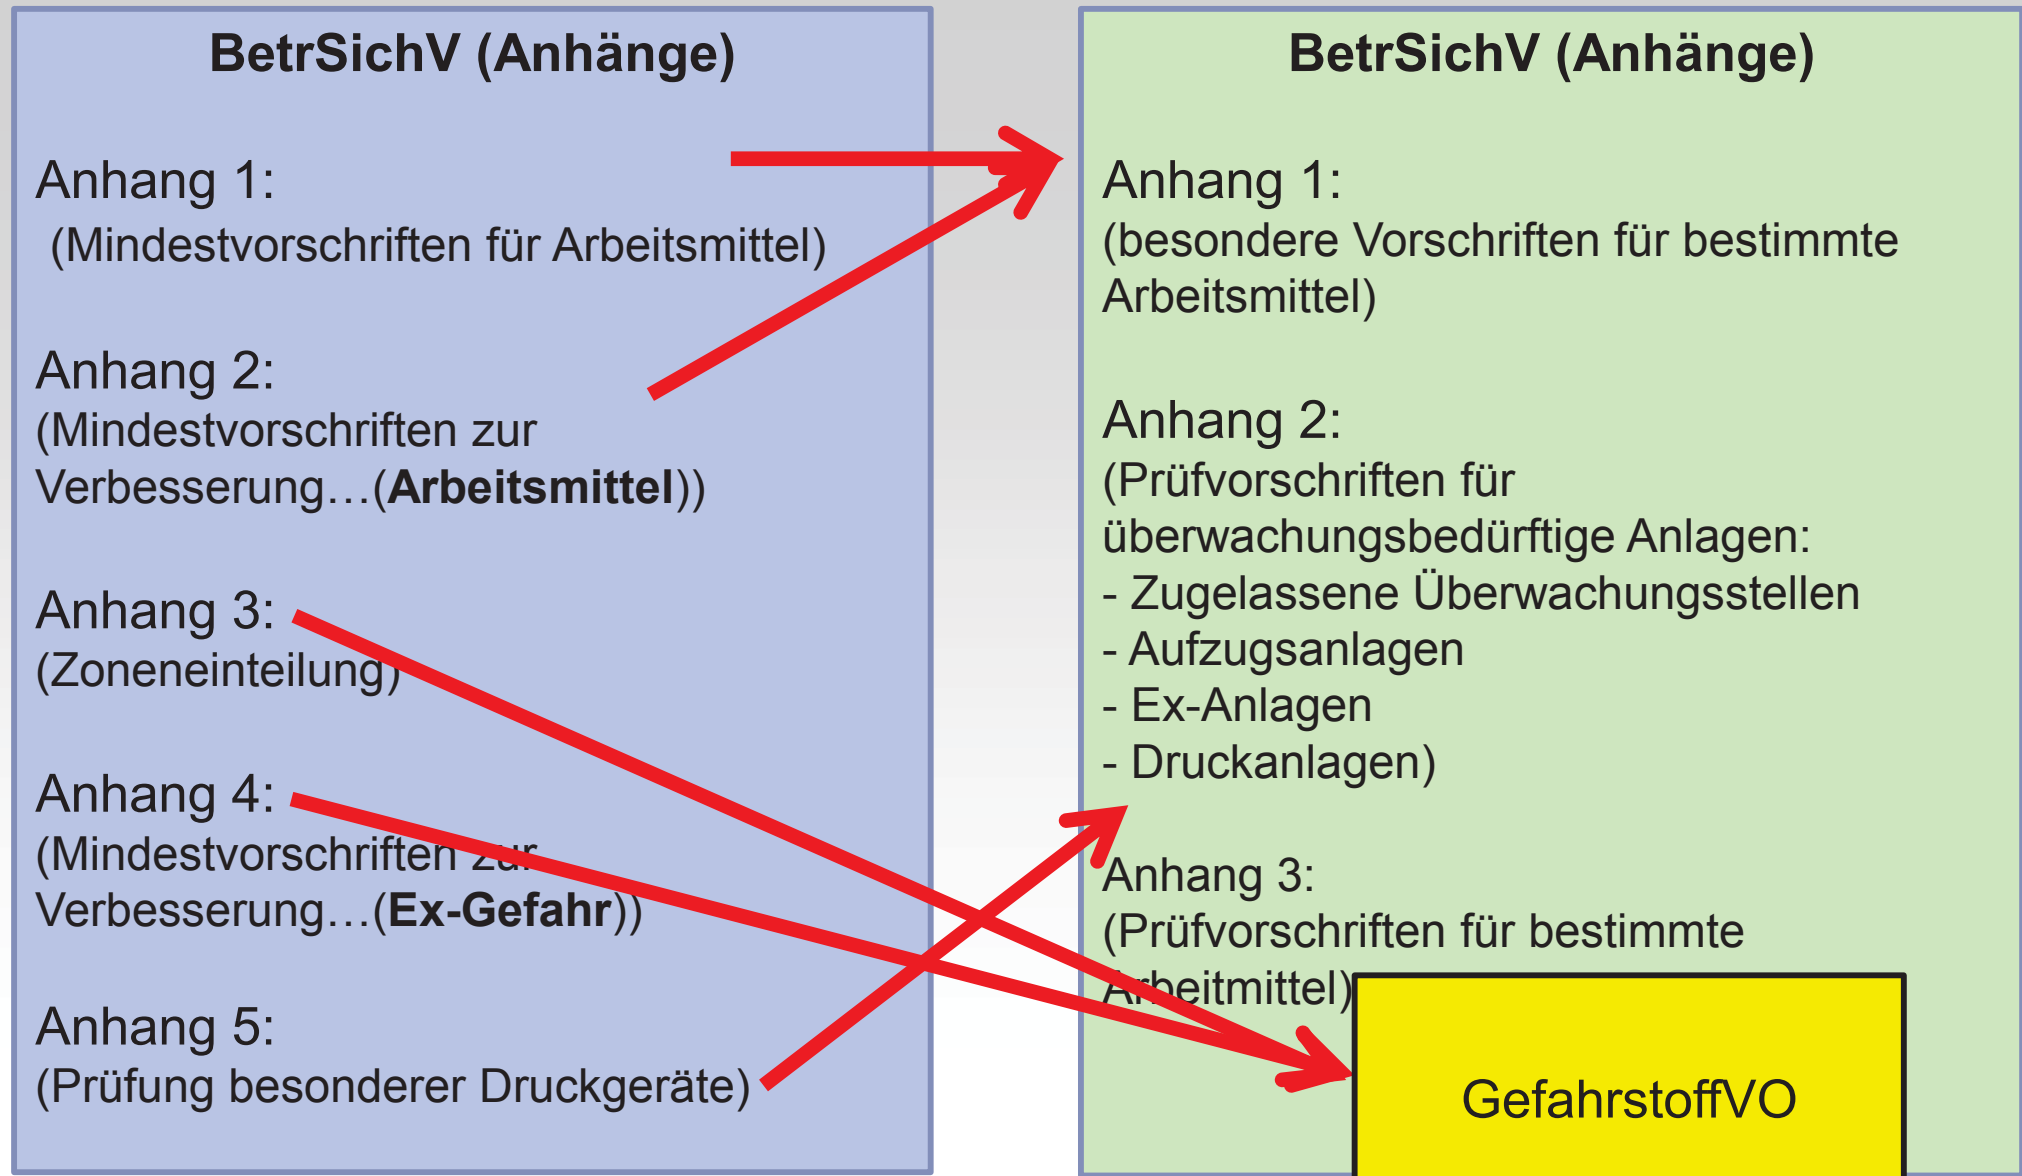 BetrSichV (Anhänge)
Anhang 1:
(Mindestvorschriften für Arbeitsmittel)
Anhang 2:
(Mindestvorschriften zur
Verbesserung…(Arbeitsmittel))
Anhang 3:
(Zoneneinteilung)
Anhang 4:
(Mindestvorschriften zur
Verbesserung…(Ex-Gefahr))
Anhang 5:
(Prüfung besonderer Druckgeräte)
BetrSichV (Anhänge)
Anhang 1:
(besondere Vorschriften für bestimmte
Arbeitsmittel)
Anhang 2:
(Prüfvorschriften für
überwachungsbedürftige Anlagen:
- Zugelassene Überwachungsstellen
- Aufzugsanlagen
- Ex-Anlagen
- Druckanlagen)
Anhang 3:
(Prüfvorschriften für bestimmte
Arbeitmittel)
GefahrstoffVO